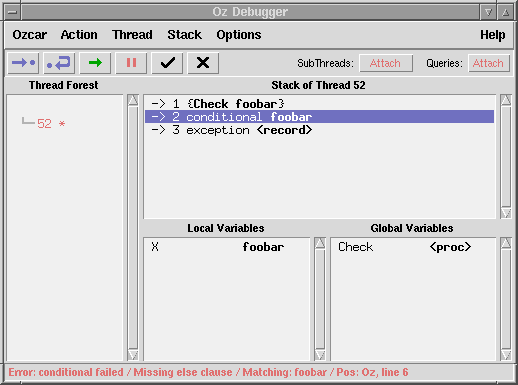 Oz Debugger
Ozcar Action Thread Stack Options Help
SubThreads: Attach Queries: Attach
Thread Forest
52 *
Stack of Thread 52
-> 1 {Check foobar}
-> 2 conditional foobar
-> 3 exception <record>
Local Variables
X foobar
Global Variables
Check <proc>
Error: conditional failed / Missing else clause / Matching: foobar / Pos: Oz, line 6